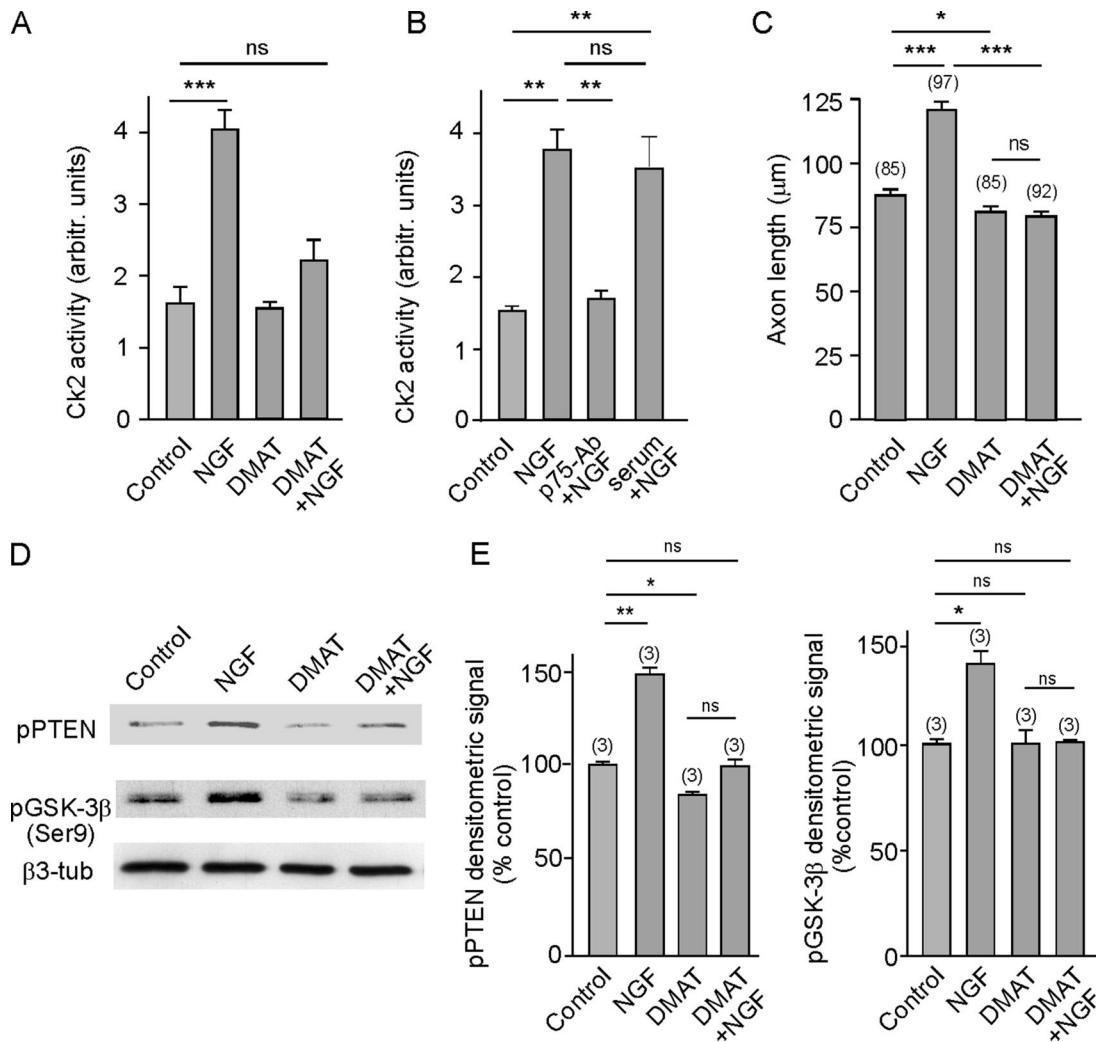 A
ns
***
Ck2 activity (arbitr. units)
4
3
2
1
0
Control
NGF
DMAT
DMAT
+NGF
B
**
ns
**
**
Ck2 activity (arbitr. units)
4
3
2
1
0
Control
NGF
p75-Ab
+NGF
serum
+NGF
C
*
***
***
(97)
ns
(85)
(85)
(92)
Axon length (μm)
125
100
75
50
25
0
Control
NGF
DMAT
DMAT
+NGF
D
Control
NGF
DMAT
DMAT
+NGF
pPTEN
pGSK-3β
(Ser9)
β3-tub
E
ns
*
**
(3)
ns
(3)
(3)
(3)
pPTEN densitometric signal
(% control)
150
100
50
0
Control
NGF
DMAT
DMAT
+NGF
ns
ns
*
(3)
ns
(3)
(3)
(3)
pGSK-3β densitometric signal
(%control)
150
100
50
0
Control
NGF
DMAT
DMAT
+NGF